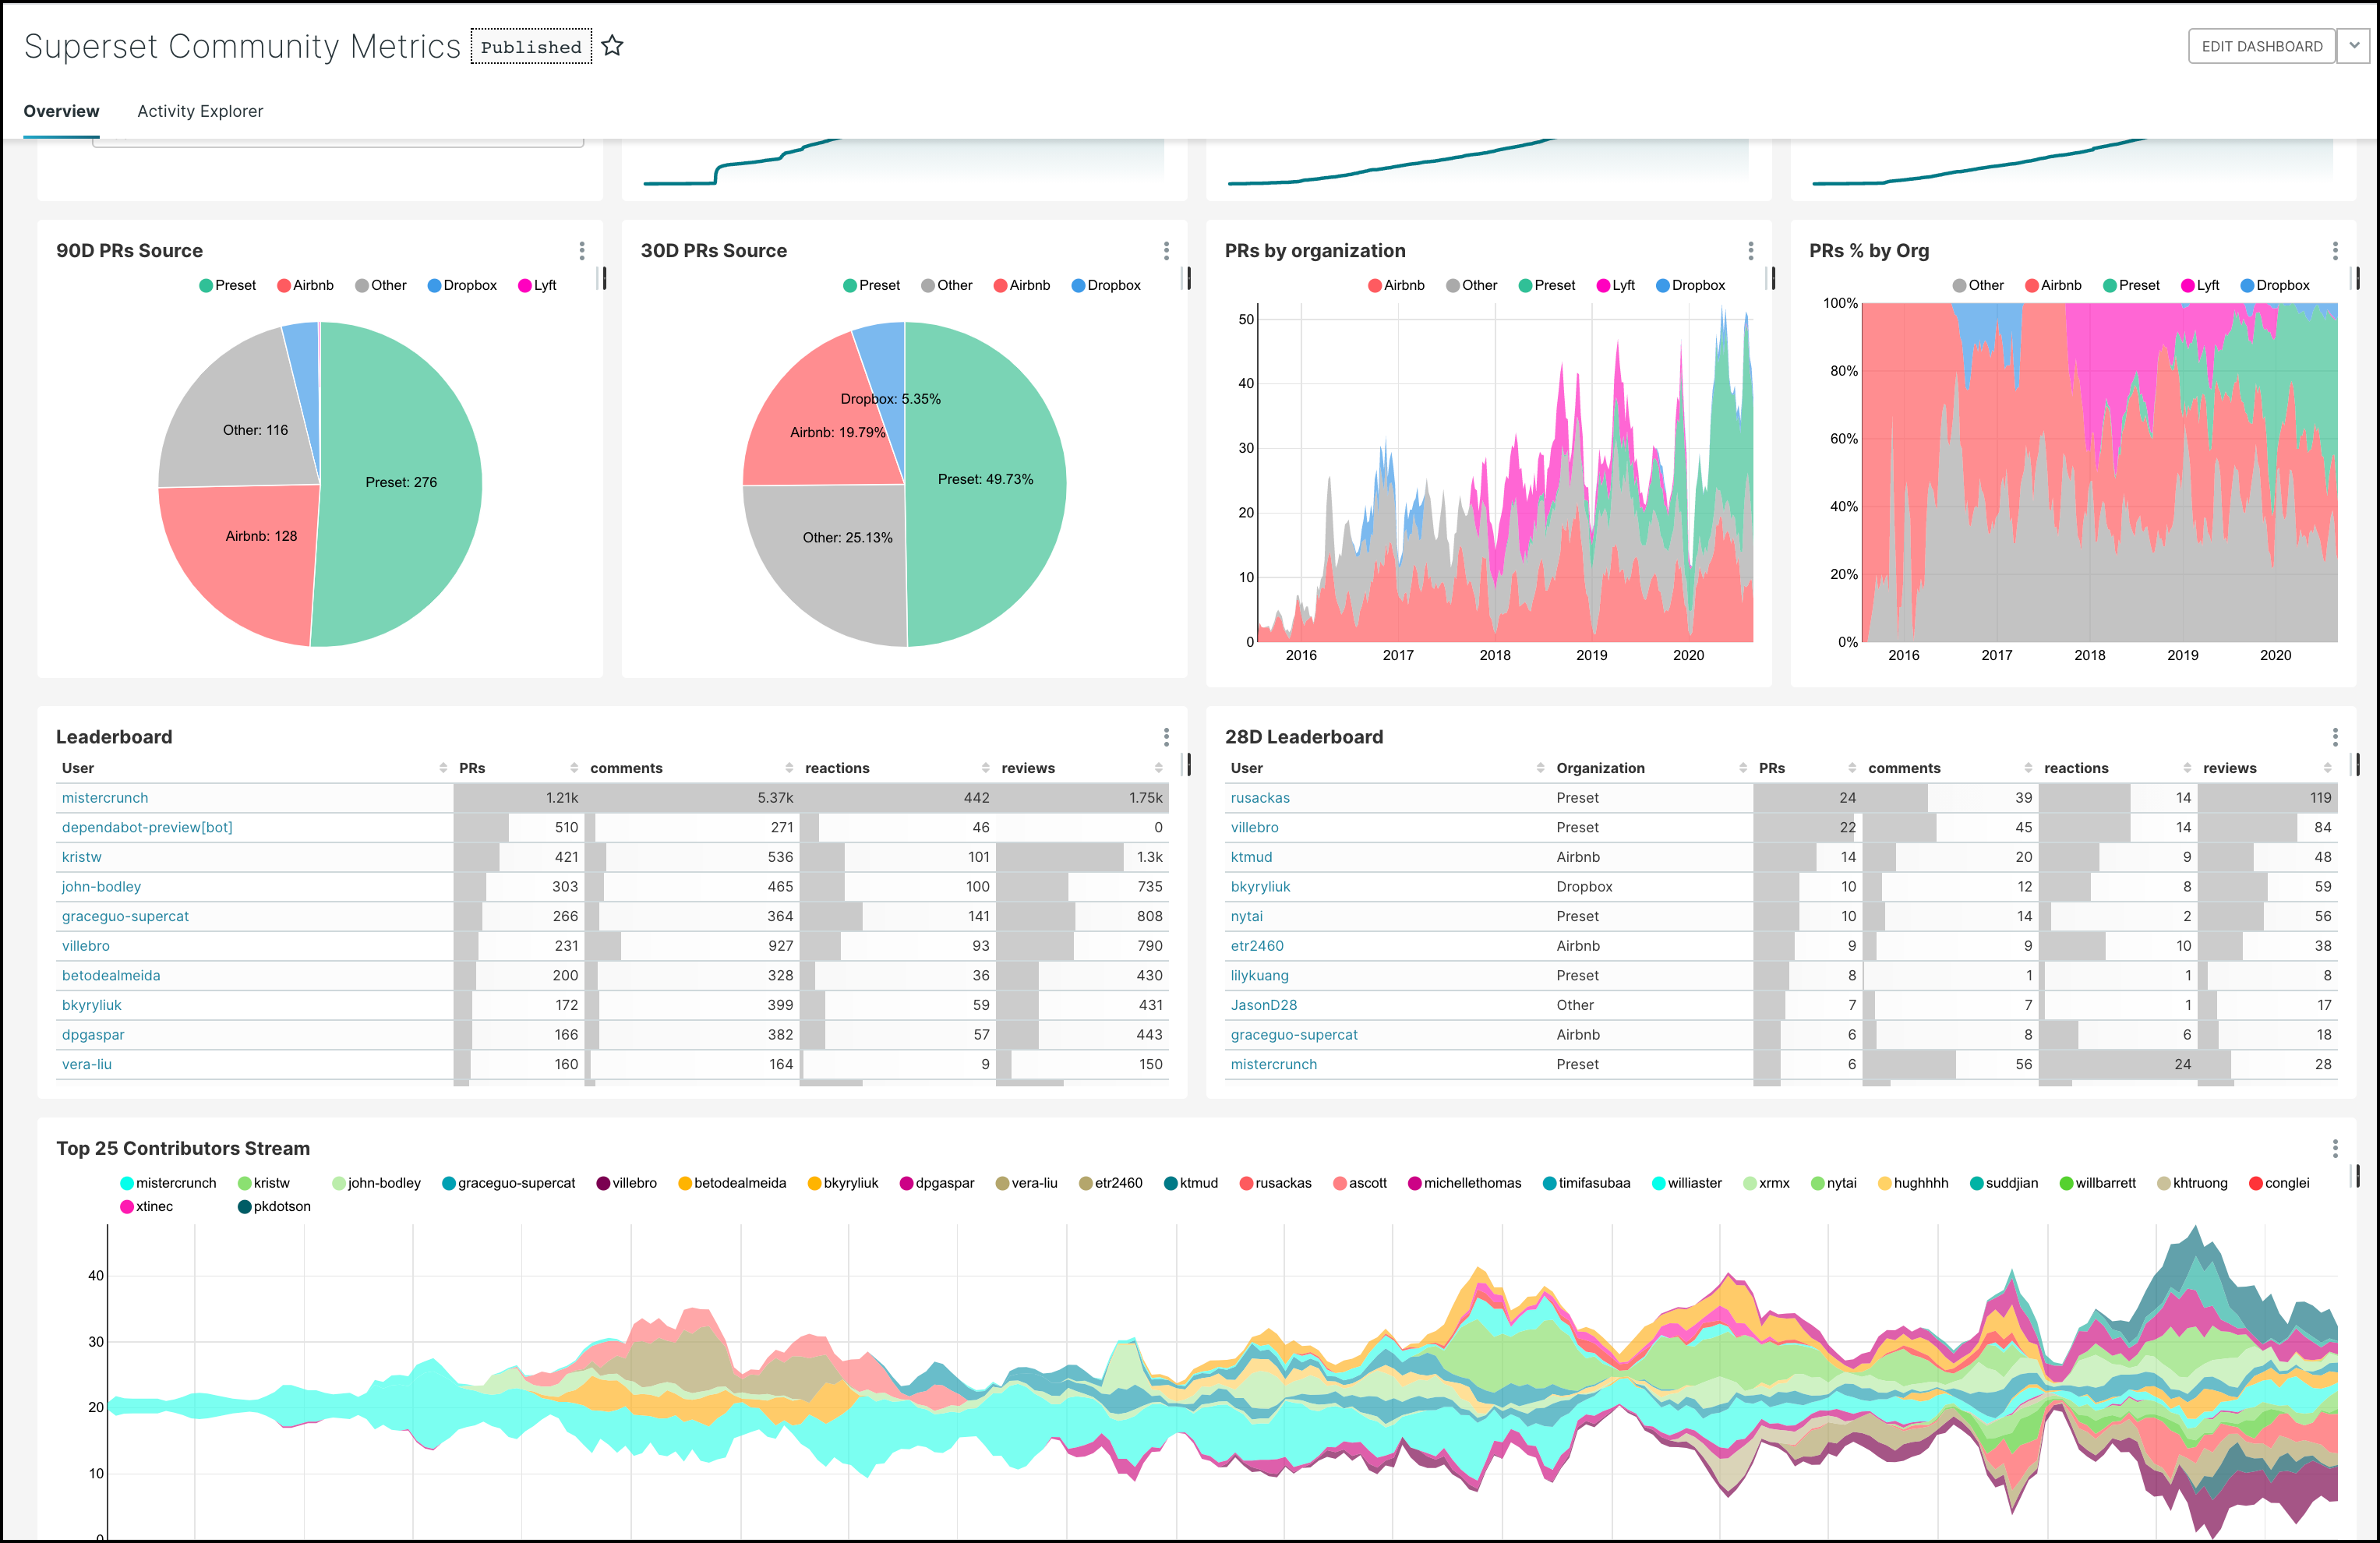 Superset Community Metrics Published EDIT DASHBOARD
Overview Activity Explorer
90D PRs Source
Preset Airbnb Other Dropbox Lyft
Other: 116
Preset: 276
Airbnb: 128
30D PRs Source
Preset Other Airbnb Dropbox
Dropbox: 5.35%
Airbnb: 19.79%
Preset: 49.73%
Other: 25.13%
PRs by organization
Airbnb Other Preset Lyft Dropbox
50
40
30
20
10
0
2016 2017 2018 2019 2020
PRs % by Org
Other Airbnb Preset Lyft Dropbox
100%
80%
60%
40%
20%
0%
2016 2017 2018 2019 2020
Leaderboard
User PRs comments reactions reviews
mistercrunch 1.21k 5.37k 442 1.75k
dependabot-preview[bot] 510 271 46 0
kristw 421 536 101 1.3k
john-bodley 303 465 100 735
graceguo-supercat 266 364 141 808
villebro 231 927 93 790
betodealmeida 200 328 36 430
bkyryliuk 172 399 59 431
dpgaspar 166 382 57 443
vera-liu 160 164 9 150
28D Leaderboard
User Organization PRs comments reactions reviews
rusackas Preset 24 39 14 119
villebro Preset 22 45 14 84
ktmud Airbnb 14 20 9 48
bkyryliuk Dropbox 10 12 8 59
nytai Preset 10 14 2 56
etr2460 Airbnb 9 9 10 38
lilykuang Preset 8 1 1 8
JasonD28 Other 7 7 1 17
graceguo-supercat Airbnb 6 8 6 18
mistercrunch Preset 6 56 24 28
Top 25 Contributors Stream
mistercrunch kristw john-bodley graceguo-supercat villebro betodealmeida bkyryliuk dpgaspar vera-liu etr2460 ktmud rusackas ascott michellethomas timifasubaa williaster xrmx nytai hughhhh suddjian willbarrett khtruong conglei
xtinec pkdotson
40
30
20
10
0